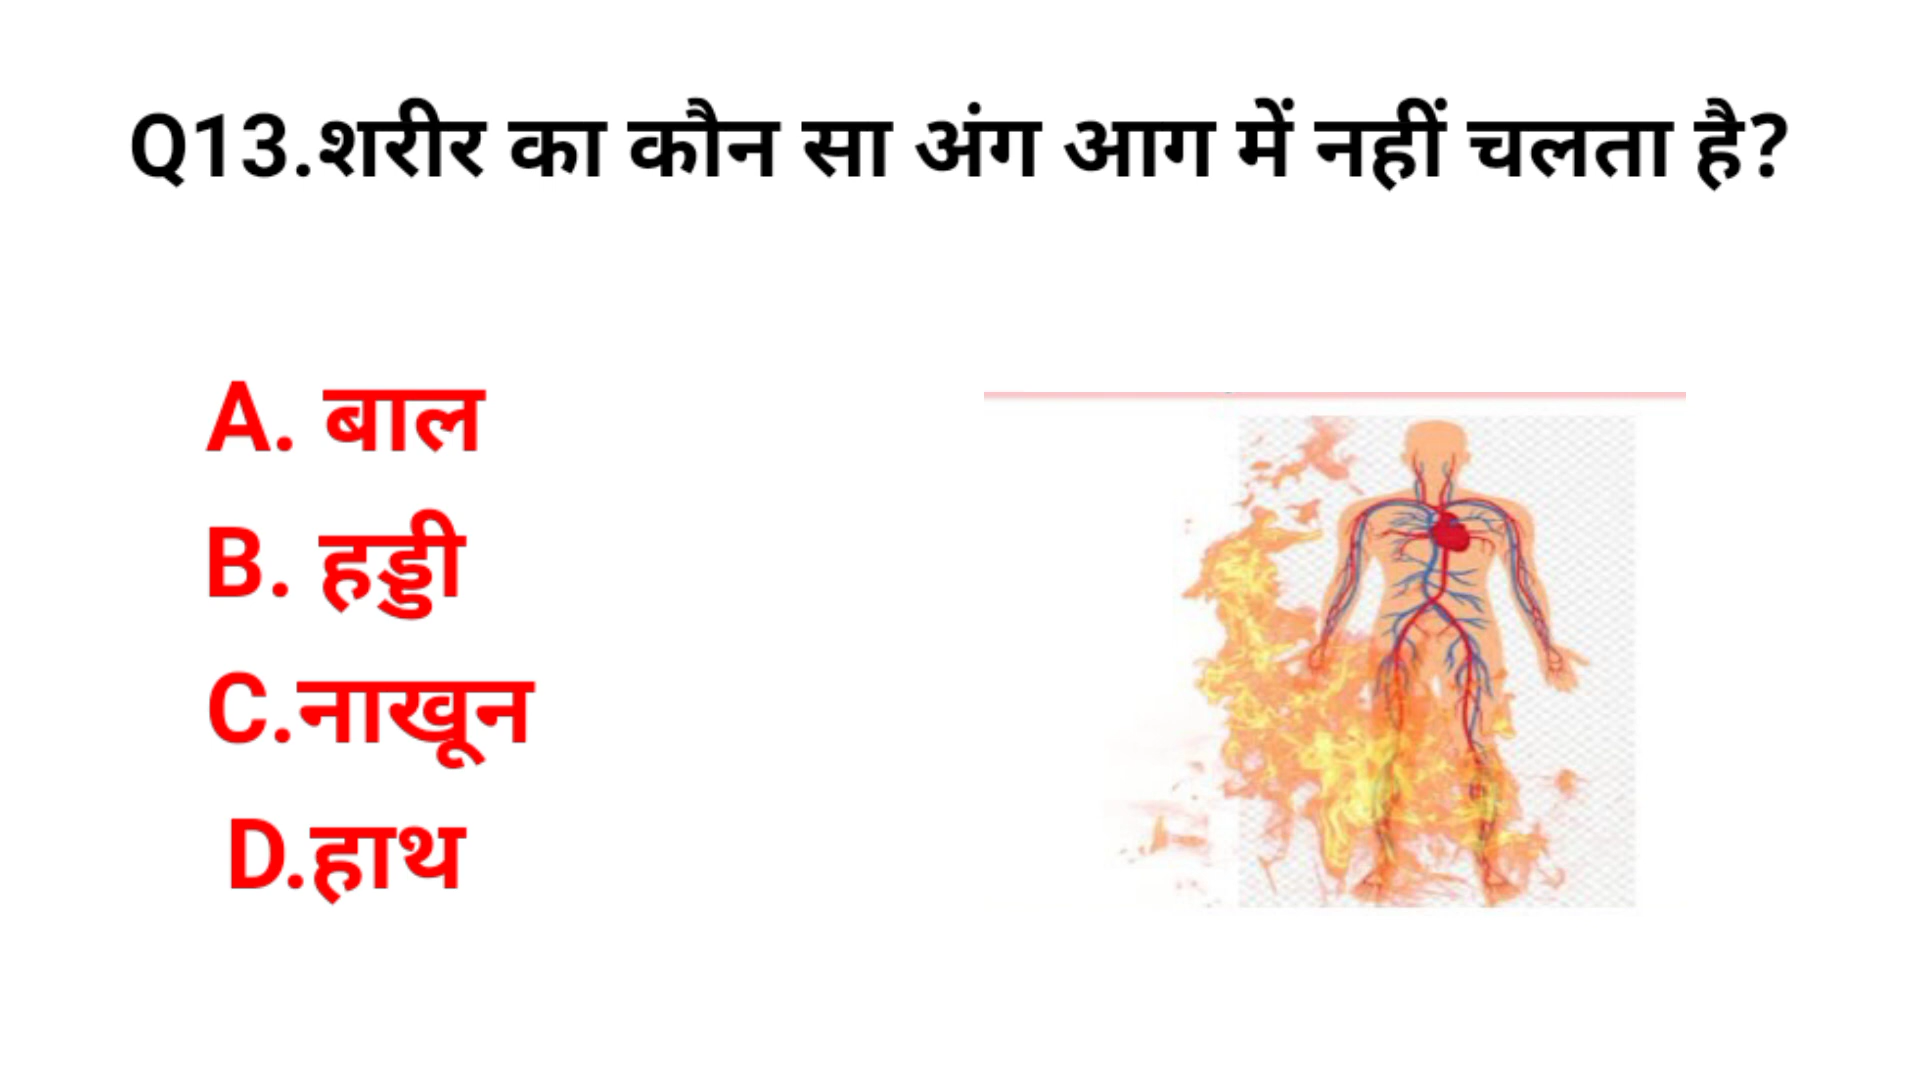 Q13.शरीर का कौन सा अंग आग में नहीं चलता है?
A. बाल
B. हड्डी
C.नाखून
D.हाथ